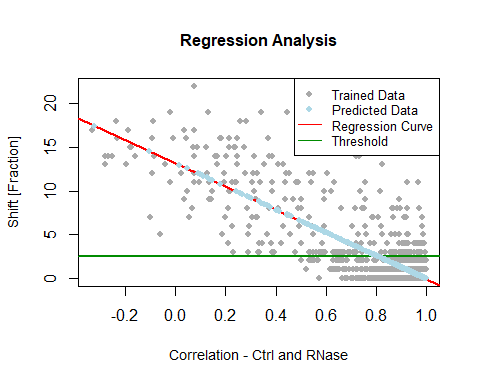 Regression Analysis
Trained Data
Predicted Data
Regression Curve
Threshold
Shift [Fraction]
20
15
10
5
0
-0.2 0.0 0.2 0.4 0.6 0.8 1.0
Correlation - Ctrl and RNase